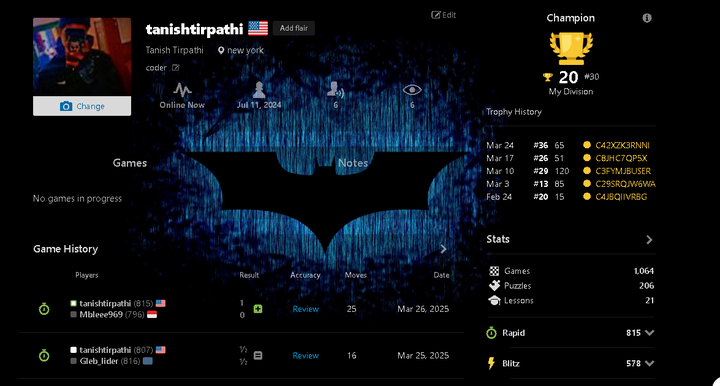 tanishtirpathi Add flair
Edit
Tanish Tirpathi new york
coder
Change
Online Now Jul 11, 2024 6 6
Games Notes
No games in progress
Game History
Players Result Accuracy Moves Date
tanishtirpathi (815) 1
Mbleee969 (796) 0
Review 25 Mar 26, 2025
tanishtirpathi (807) ½
Gleb_lider (816) ½
Review 16 Mar 25, 2025
Champion
20 #30
My Division
Trophy History
Mar 24 #36 65 C42XZK3RNNI
Mar 17 #26 51 C8JHC7QP5X
Mar 10 #29 120 C3FYMJBUSER
Mar 3 #13 85 C29SRQJW6WA
Feb 24 #20 15 C4JBQIIVRBG
Stats
Games 1,064
Puzzles 206
Lessons 21
Rapid 815
Blitz 578